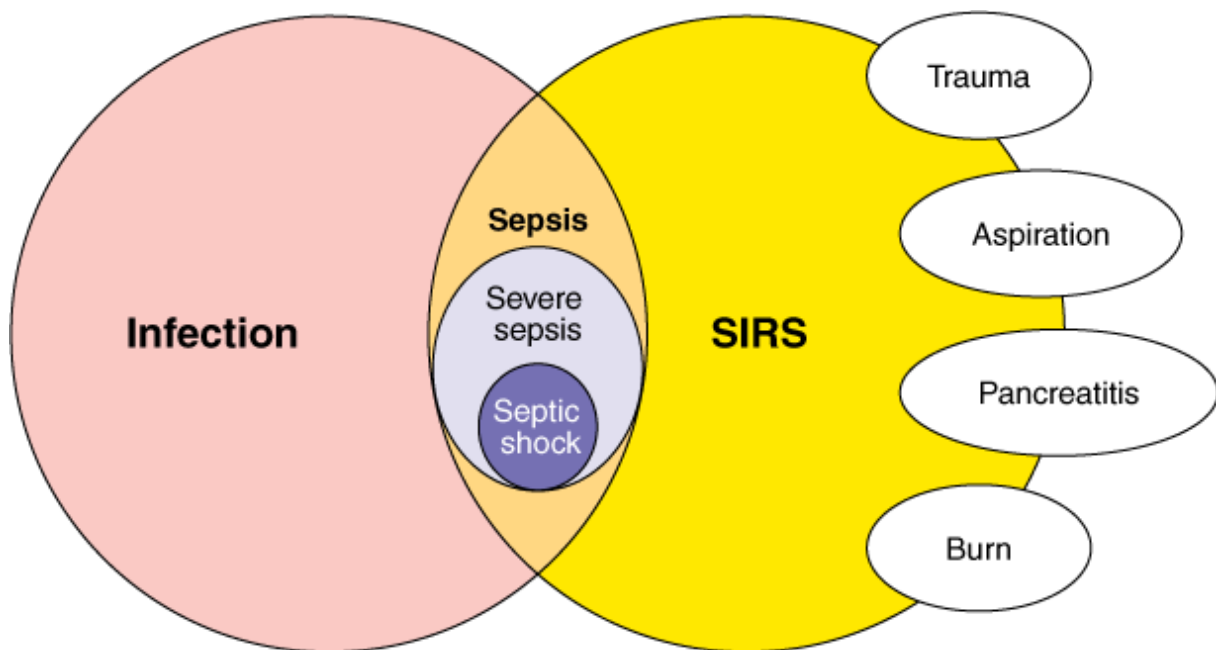 Trauma
Aspiration
Sepsis
Severe
sepsis
Infection
SIRS
Pancreatitis
Septic
shock
Burn